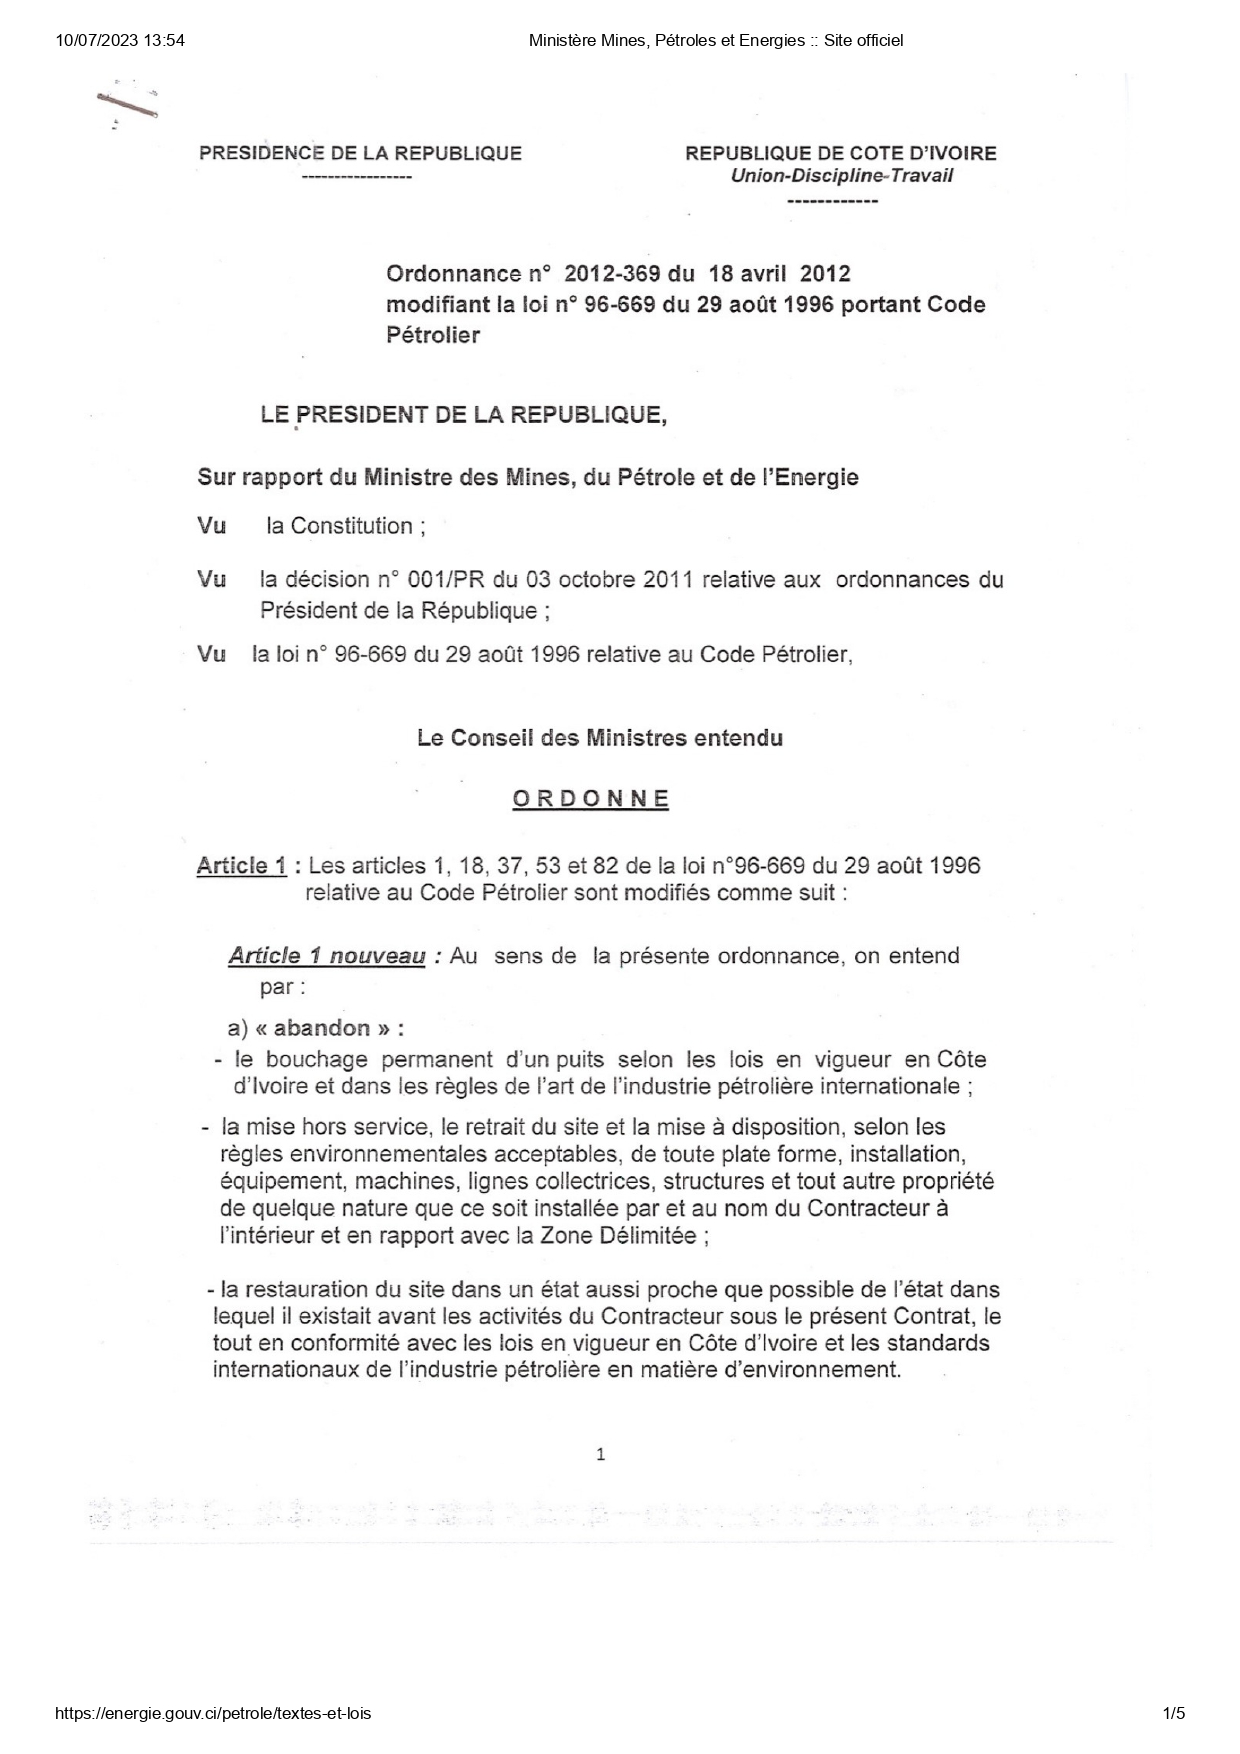 10/07/2023 13:54
Ministère Mines, Pétroles et Energies :: Site officiel
PRESIDENCE DE LA REPUBLIQUE
-----------------
REPUBLIQUE DE COTE D'IVOIRE
Union-Discipline-Travail
------------
Ordonnance n° 2012-369 du 18 avril 2012
modifiant la loi n° 96-669 du 29 août 1996 portant Code
Pétrolier
LE PRESIDENT DE LA REPUBLIQUE,
Sur rapport du Ministre des Mines, du Pétrole et de l'Energie
Vu la Constitution ;
Vu la décision n° 001/PR du 03 octobre 2011 relative aux ordonnances du
Président de la République ;
Vu la loi n° 96-669 du 29 août 1996 relative au Code Pétrolier,
Le Conseil des Ministres entendu
O R D O N N E
Article 1 : Les articles 1, 18, 37, 53 et 82 de la loi n°96-669 du 29 août 1996
relative au Code Pétrolier sont modifiés comme suit :
Article 1 nouveau : Au sens de la présente ordonnance, on entend
par :
a) « abandon » :
- le bouchage permanent d'un puits selon les lois en vigueur en Côte
d'Ivoire et dans les règles de l'art de l'industrie pétrolière internationale ;
- la mise hors service, le retrait du site et la mise à disposition, selon les
règles environnementales acceptables, de toute plate forme, installation,
équipement, machines, lignes collectrices, structures et tout autre propriété
de quelque nature que ce soit installée par et au nom du Contracteur à
l'intérieur et en rapport avec la Zone Délimitée ;
- la restauration du site dans un état aussi proche que possible de l'état dans
lequel il existait avant les activités du Contracteur sous le présent Contrat, le
tout en conformité avec les lois en vigueur en Côte d'Ivoire et les standards
internationaux de l'industrie pétrolière en matière d'environnement.
1
https://energie.gouv.ci/petrole/textes-et-lois
1/5